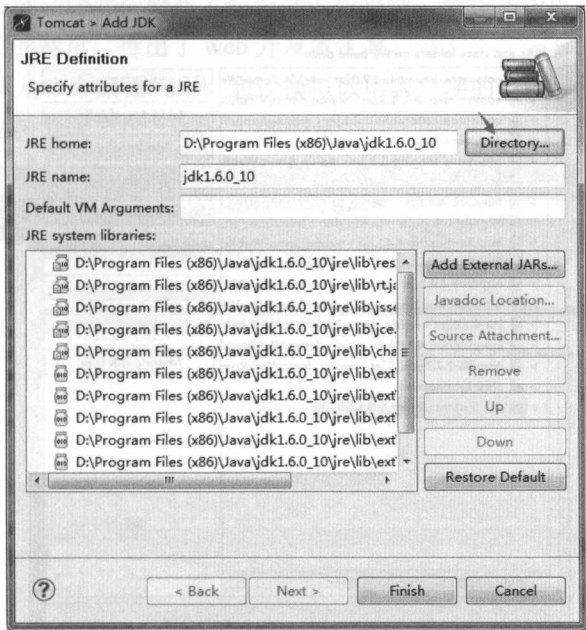 Tomcat > Add JDK
JRE Definition
Specify attributes for a JRE
JRE home:
D:\Program Files (x86)\Java\jdk1.6.0_10
Directory...
JRE name:
jdk1.6.0_10
Default VM Arguments:
JRE system libraries:
D:\Program Files (x86)\Java\jdk1.6.0_10\jre\lib\res
Add External JARs...
D:\Program Files (x86)\Java\jdk1.6.0_10\jre\lib\rt.ja
D:\Program Files (x86)\Java\jdk1.6.0_10\jre\lib\jsse
Javadoc Location...
D:\Program Files (x86)\Java\jdk1.6.0_10\jre\lib\jce.
Source Attachment...
D:\Program Files (x86)\Java\jdk1.6.0_10\jre\lib\cha
D:\Program Files (x86)\Java\jdk1.6.0_10\jre\lib\ext
Remove
D:\Program Files (x86)\Java\jdk1.6.0_10\jre\lib\ext
D:\Program Files (x86)\Java\jdk1.6.0_10\jre\lib\ext
Up
D:\Program Files (x86)\Java\jdk1.6.0_10\jre\lib\ext
Down
D:\Program Files (x86)\Java\jdk1.6.0_10\jre\lib\ext
Restore Default
?
< Back
Next >
Finish
Cancel